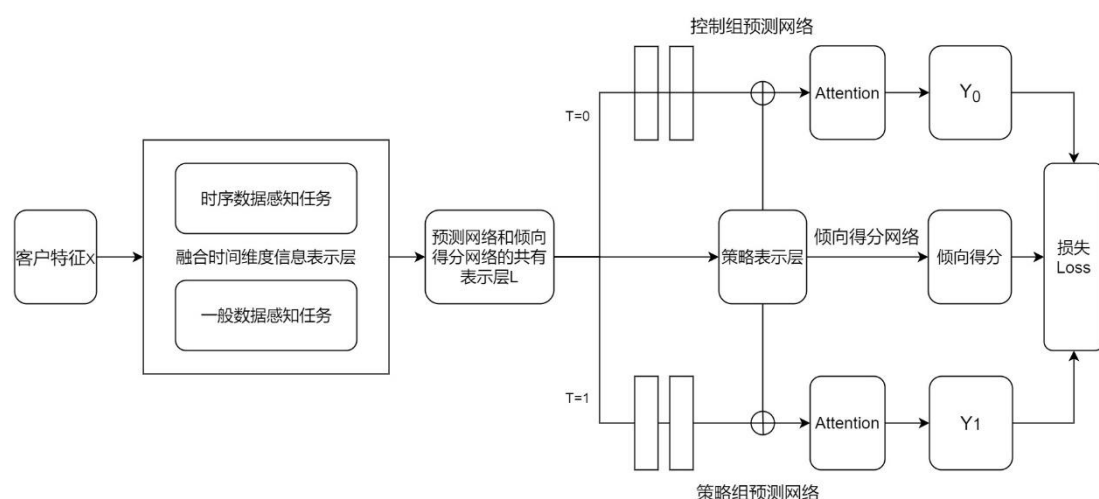 控制组预测网络
T=0
Attention
Y0
客户特征x
时序数据感知任务
融合时间维度信息表示层
一般数据感知任务
预测网络和倾向
得分网络的共有
表示层L
策略表示层
倾向得分网络
倾向得分
损失
Loss
T=1
Attention
Y1
策略组预测网络